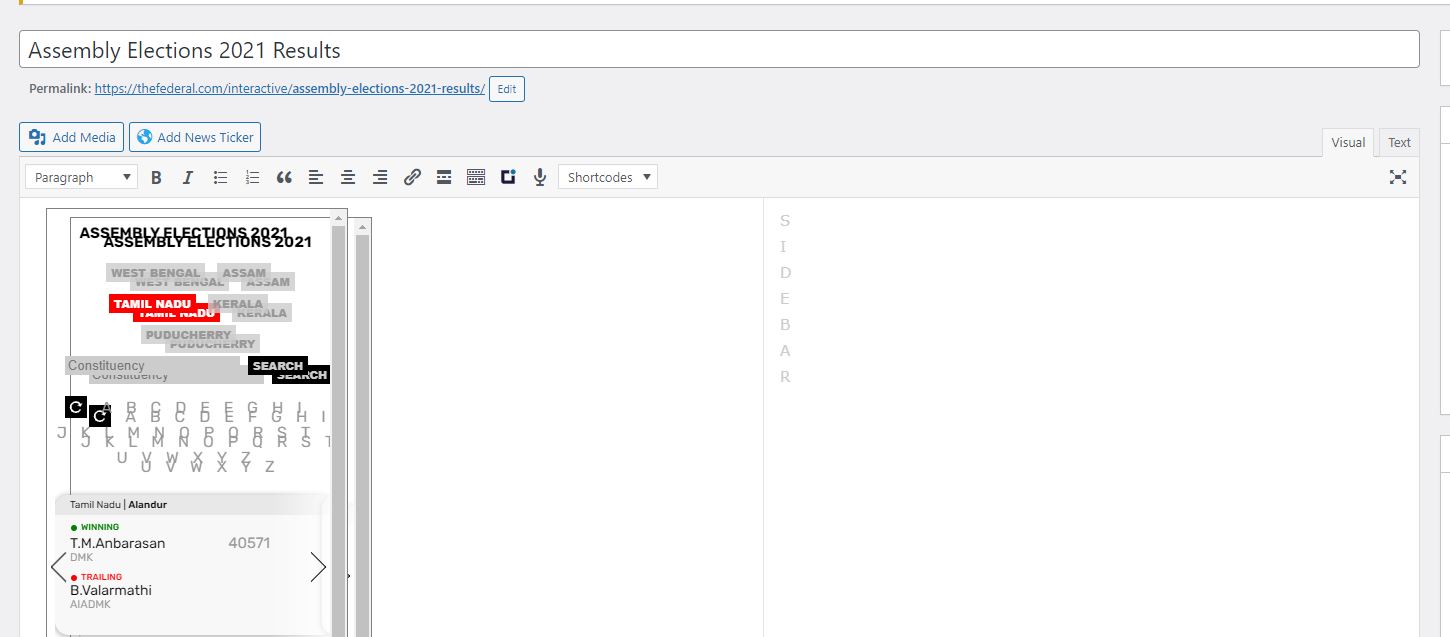 Assembly Elections 2021 Results
Permalink: https://thefederal.com/interactive/assembly-elections-2021-results/ Edit
Add Media Add News Ticker
Visual Text
Paragraph B I Shortcodes
ASSEMBLY ELECTIONS 2021
ASSEMBLY ELECTIONS 2021
WEST BENGAL ASSAM
WEST BENGAL ASSAM
TAMIL NADU KERALA
TAMIL NADU KERALA
PUDUCHERRY
PUDUCHERRY
Constituency SEARCH
Constituency SEARCH
A B C D E F G H I
A B C D E F G H I
J K L M N O P Q R S T
J K L M N O P Q R S T
U V W X Y Z
U V W X Y Z
Tamil Nadu | Alandur
WINNING
T.M.Anbarasan 40571
DMK
TRAILING
B.Valarmathi
AIADMK
S
I
D
E
B
A
R